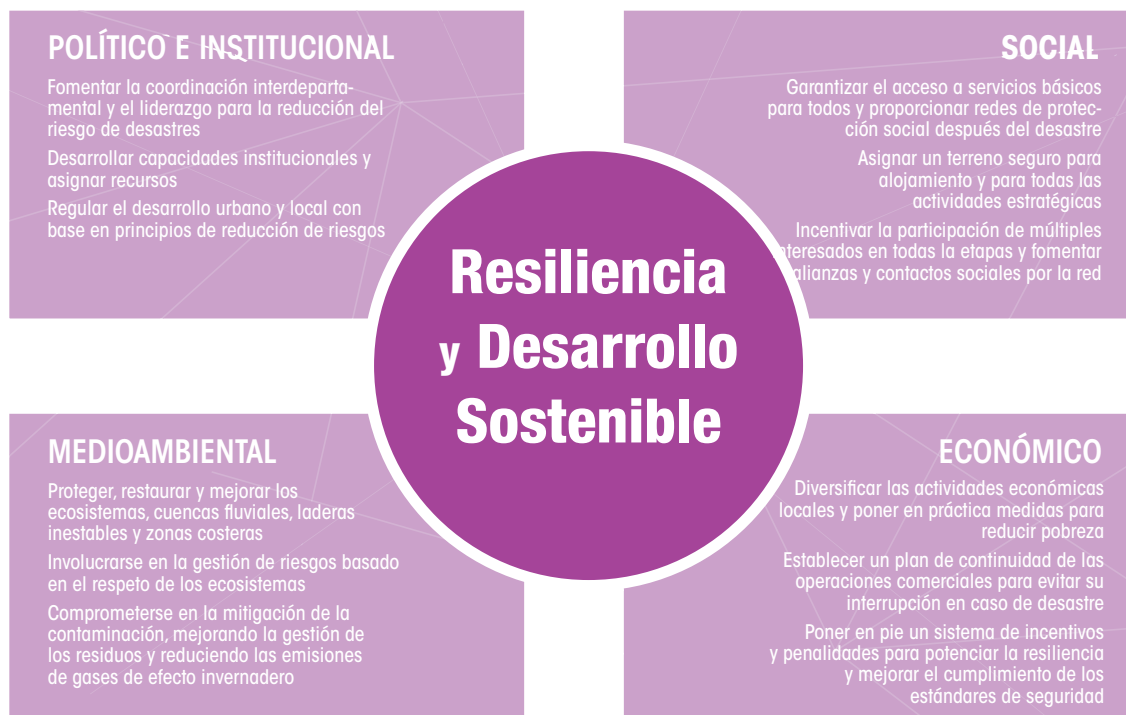 POLÍTICO E INSTITUCIONAL
Fomentar la coordinación interdeparta-
mental y el liderazgo para la reducción del
riesgo de desastres
Desarrollar capacidades institucionales y
asignar recursos
Regular el desarrollo urbano y local con
base en principios de reducción de riesgos
SOCIAL
Garantizar el acceso a servicios básicos
para todos y proporcionar redes de protec-
ción social después del desastre
Asignar un terreno seguro para
alojamiento y para todas las
actividades estratégicas
Incentivar la participación de múltiples
nteresados en todas la etapas y fomentar
alianzas y contactos sociales por la red
Resiliencia
y Desarrollo
Sostenible
MEDIOAMBIENTAL
Proteger, restaurar y mejorar los
ecosistemas, cuencas fluviales, laderas
inestables y zonas costeras
Involucrarse en la gestión de riesgos basado
en el respeto de los ecosistemas
Comprometerse en la mitigación de la
contaminación, mejorando la gestión de
los residuos y reduciendo las emisiones
de gases de efecto invernadero
ECONÓMICO
Diversificar las actividades económicas
locales y poner en práctica medidas para
reducir pobreza
Establecer un plan de continuidad de las
operaciones comerciales para evitar su
interrupción en caso de desastre
Poner en pie un sistema de incentivos
y penalidades para potenciar la resiliencia
y mejorar el cumplimiento de los
estándares de seguridad